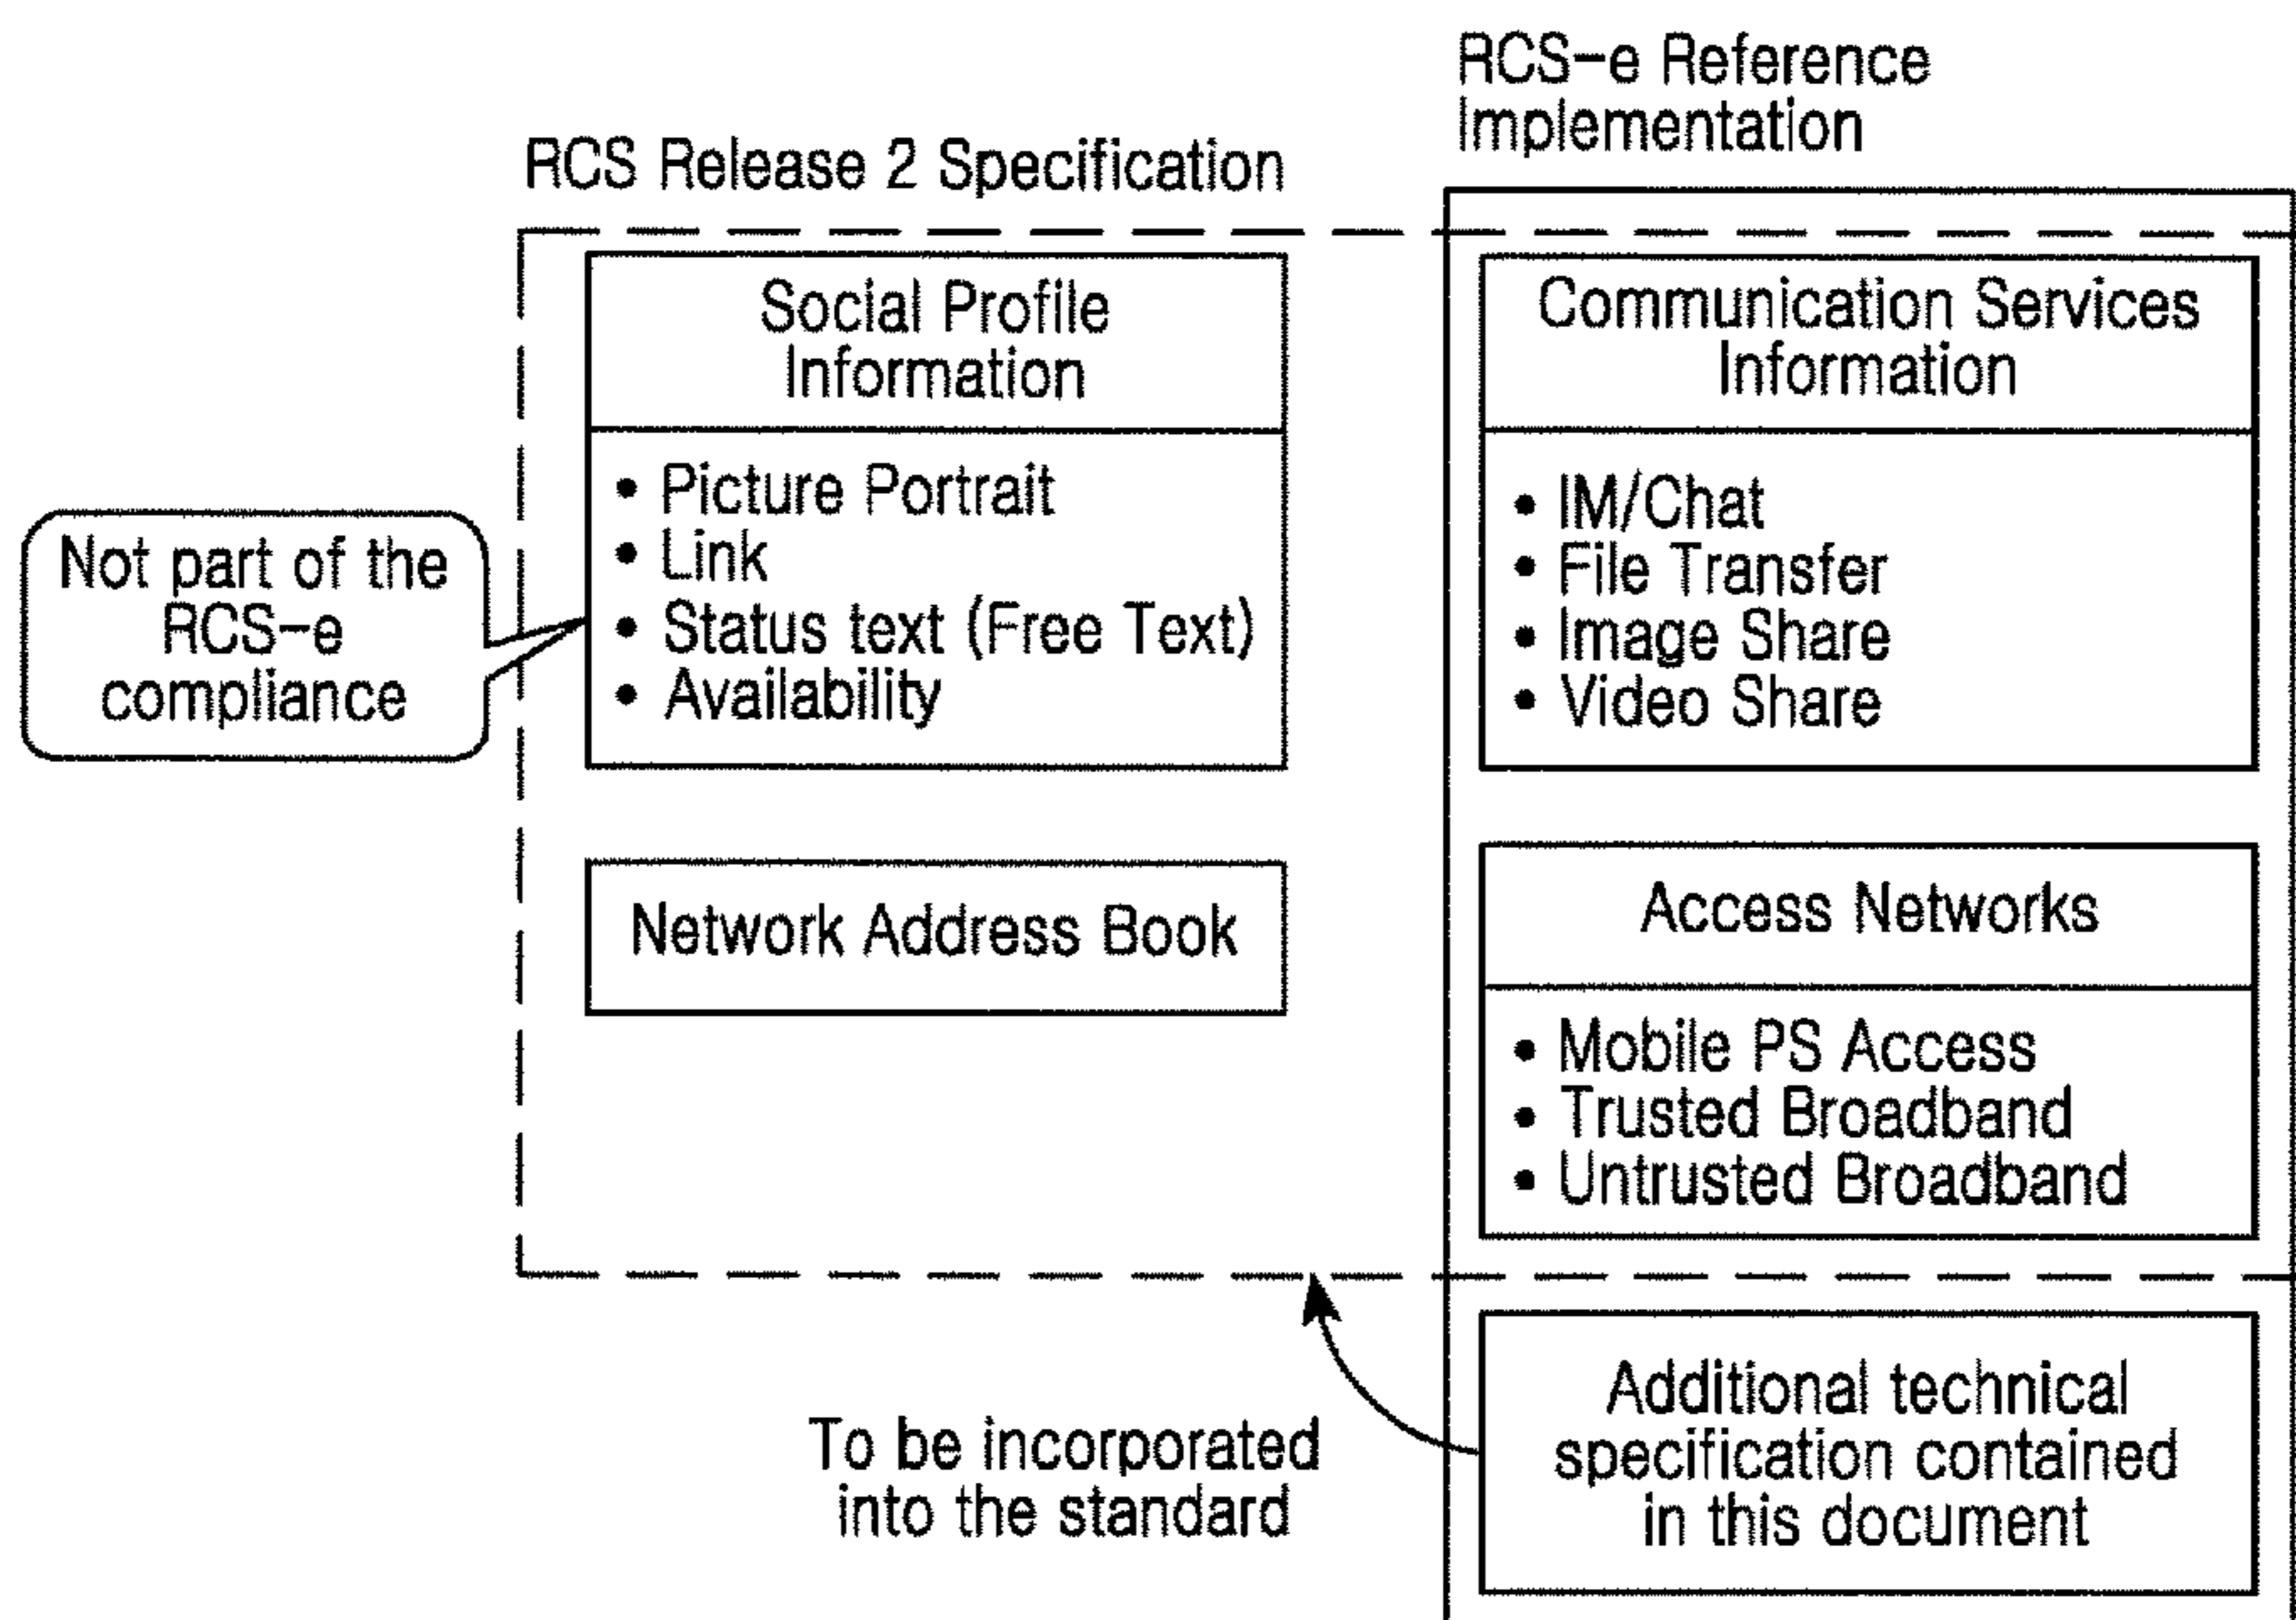 RCS-e Reference
Implementation
RCS Release 2 Specification
Social Profile
Information
• Picture Portrait
• Link
• Status text (Free Text)
• Availability
Not part of the
RCS-e
compliance
Network Address Book
Communication Services
Information
• IM/Chat
• File Transfer
• Image Share
• Video Share
Access Networks
• Mobile PS Access
• Trusted Broadband
• Untrusted Broadband
To be incorporated
into the standard
Additional technical
specification contained
in this document